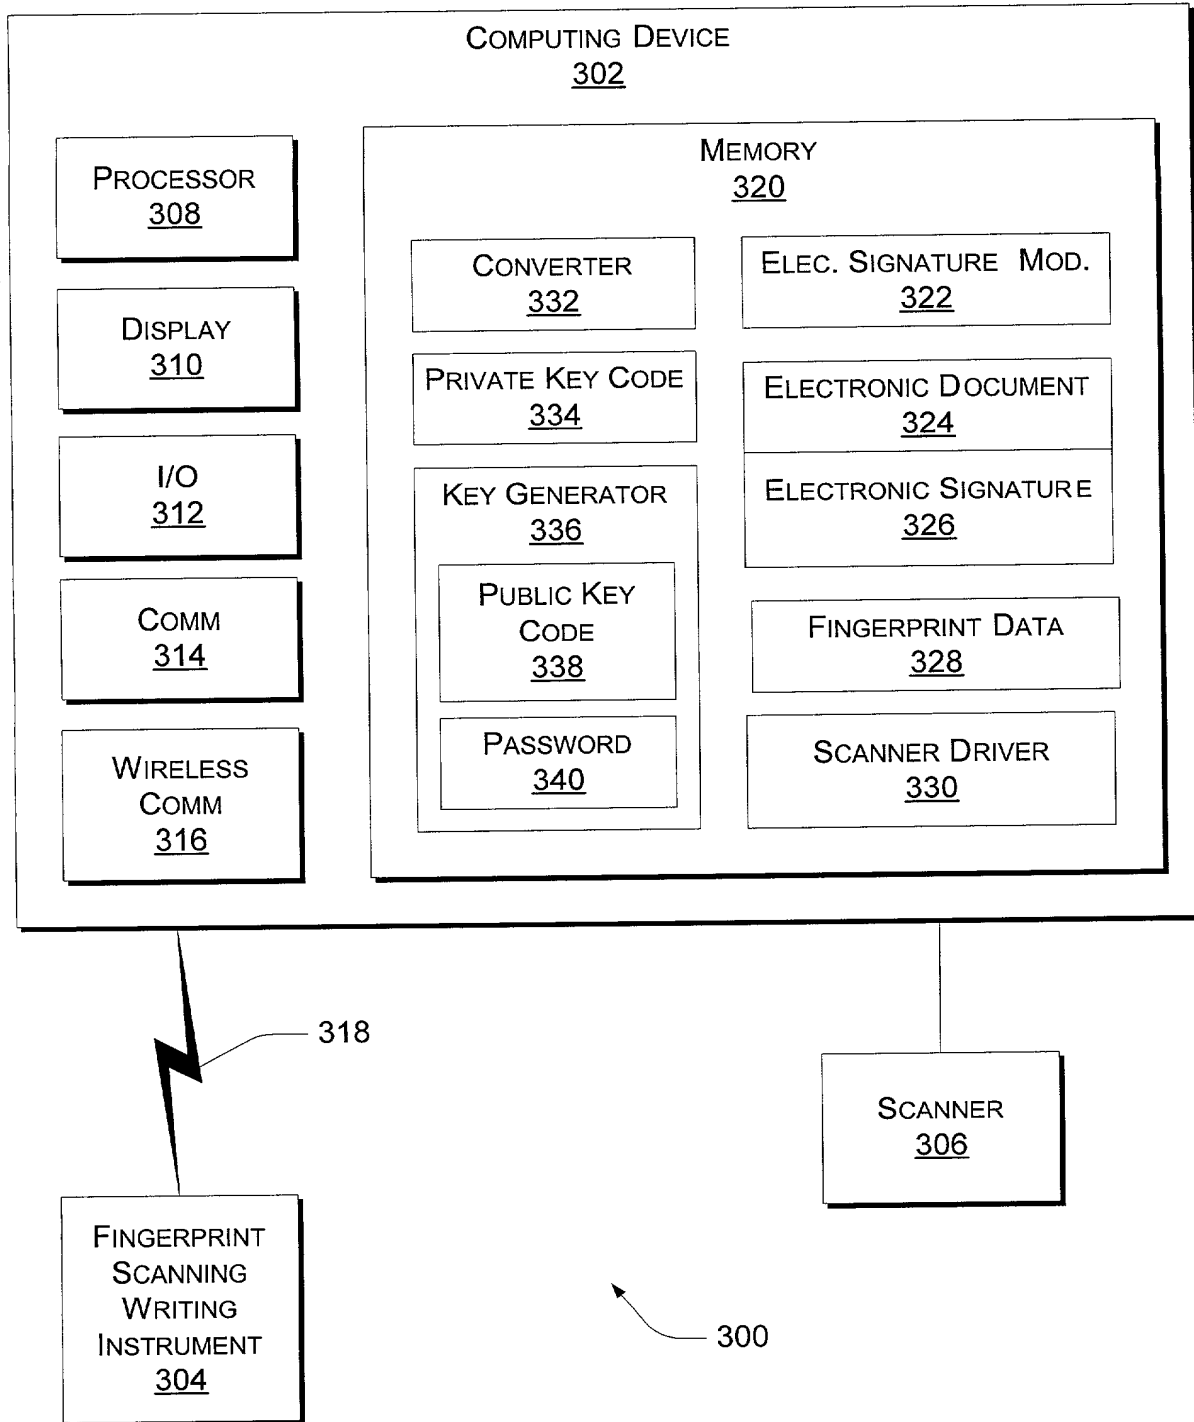 COMPUTING DEVICE
302
PROCESSOR
308
DISPLAY
310
I/O
312
COMM
314
WIRELESS
COMM
316
MEMORY
320
CONVERTER
332
PRIVATE KEY CODE
334
KEY GENERATOR
336
PUBLIC KEY
CODE
338
PASSWORD
340
ELEC. SIGNATURE MOD.
322
ELECTRONIC DOCUMENT
324
ELECTRONIC SIGNATURE
326
FINGERPRINT DATA
328
SCANNER DRIVER
330
318
SCANNER
306
FINGERPRINT
SCANNING
WRITING
INSTRUMENT
304
300